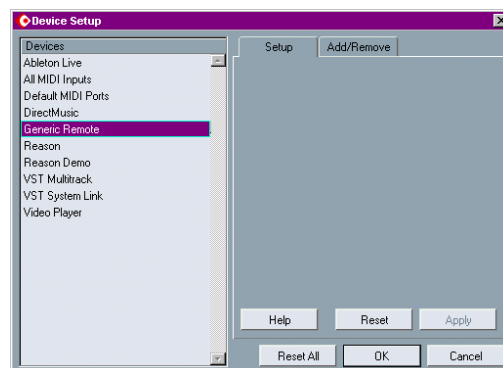 Device Setup
Devices
Ableton Live
All MIDI Inputs
Default MIDI Ports
DirectMusic
Generic Remote
Reason
Reason Demo
VST Multitrack
VST System Link
Video Player
Setup
Add/Remove
Help
Reset
Apply
Reset All
OK
Cancel